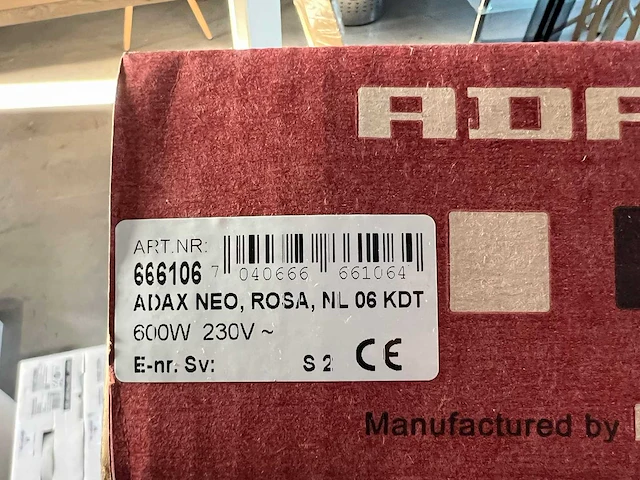 ADA
ART.NR:
666106
7 040666 661064
ADAX NEO, ROSA, NL 06 KDT
600W 230V ~
E-nr. Sv: S 2 CE
Manufactured by